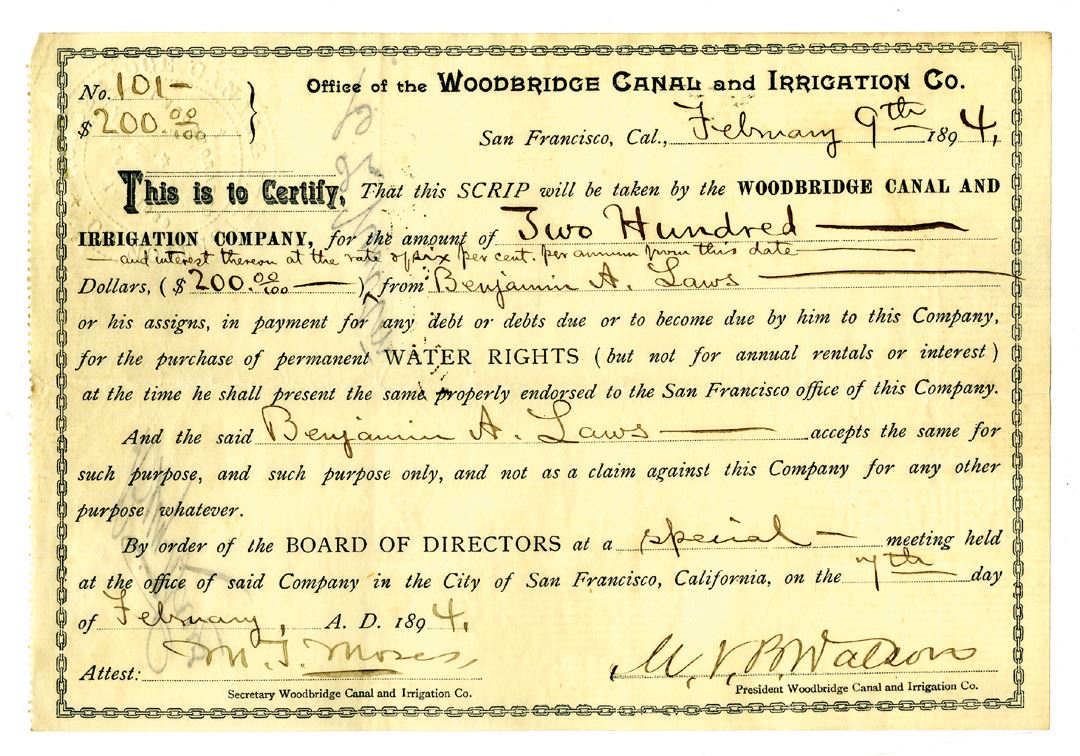 No. 101-
$ 200.00/100
Office of the WOODBRIDGE CANAL and IRRIGATION CO.
San Francisco, Cal., February 9th 1894.
This is to Certify, That this SCRIP will be taken by the WOODBRIDGE CANAL AND
IRRIGATION COMPANY, for the amount of Two Hundred
and interest thereon at the rate of six per cent. per annum from this date
Dollars, ($ 200.00/100 —) ^ from Benjamin A. Laws
or his assigns, in payment for any debt or debts due or to become due by him to this Company,
for the purchase of permanent WATER RIGHTS (but not for annual rentals or interest)
at the time he shall present the same properly endorsed to the San Francisco office of this Company.
And the said Benjamin A. Laws — accepts the same for
such purpose, and such purpose only, and not as a claim against this Company for any other
purpose whatever.
By order of the BOARD OF DIRECTORS at a special — meeting held
at the office of said Company in the City of San Francisco, California, on the 7th day
of February, A. D. 1894.
Attest: M. T. Moses, M. V. B. Watson
Secretary Woodbridge Canal and Irrigation Co. President Woodbridge Canal and Irrigation Co.